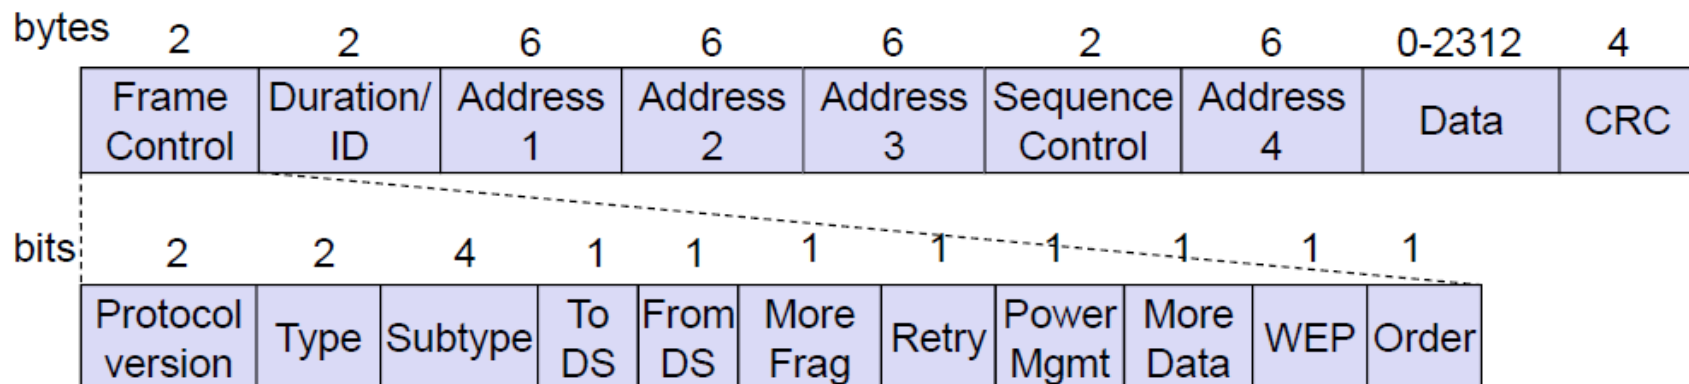 bytes 2 2 6 6 6 2 6 0-2312 4
Frame Duration/ Address Address Address Sequence Address Data CRC
Control ID 1 2 3 Control 4
bits 2 2 4 1 1 1 1 1 1 1 1
Protocol Type Subtype To From More Retry Power More WEP Order
version DS DS Frag Mgmt Data